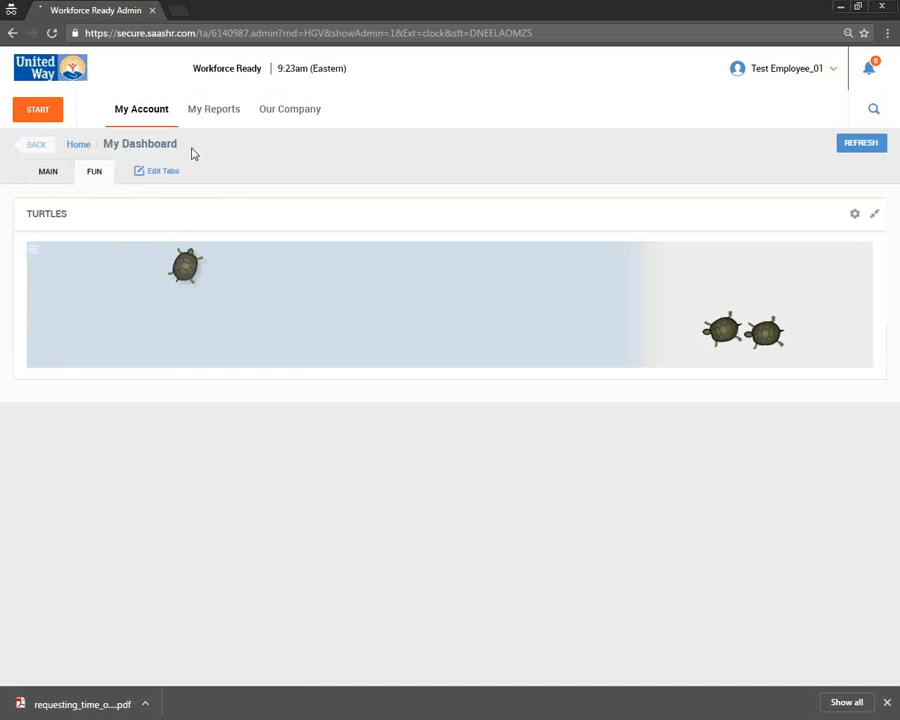 Workforce Ready Admin
https://secure.saashr.com/ta/6140987.admin?md=HGV&showAdmin=1&Ext=clock&sft=DNEELAOMZS
United Way
Workforce Ready | 9:23am (Eastern)
Test Employee_01
0
START
My Account
My Reports
Our Company
BACK
Home
My Dashboard
REFRESH
MAIN
FUN
Edit Tabs
TURTLES
requesting_time_o....pdf
Show all